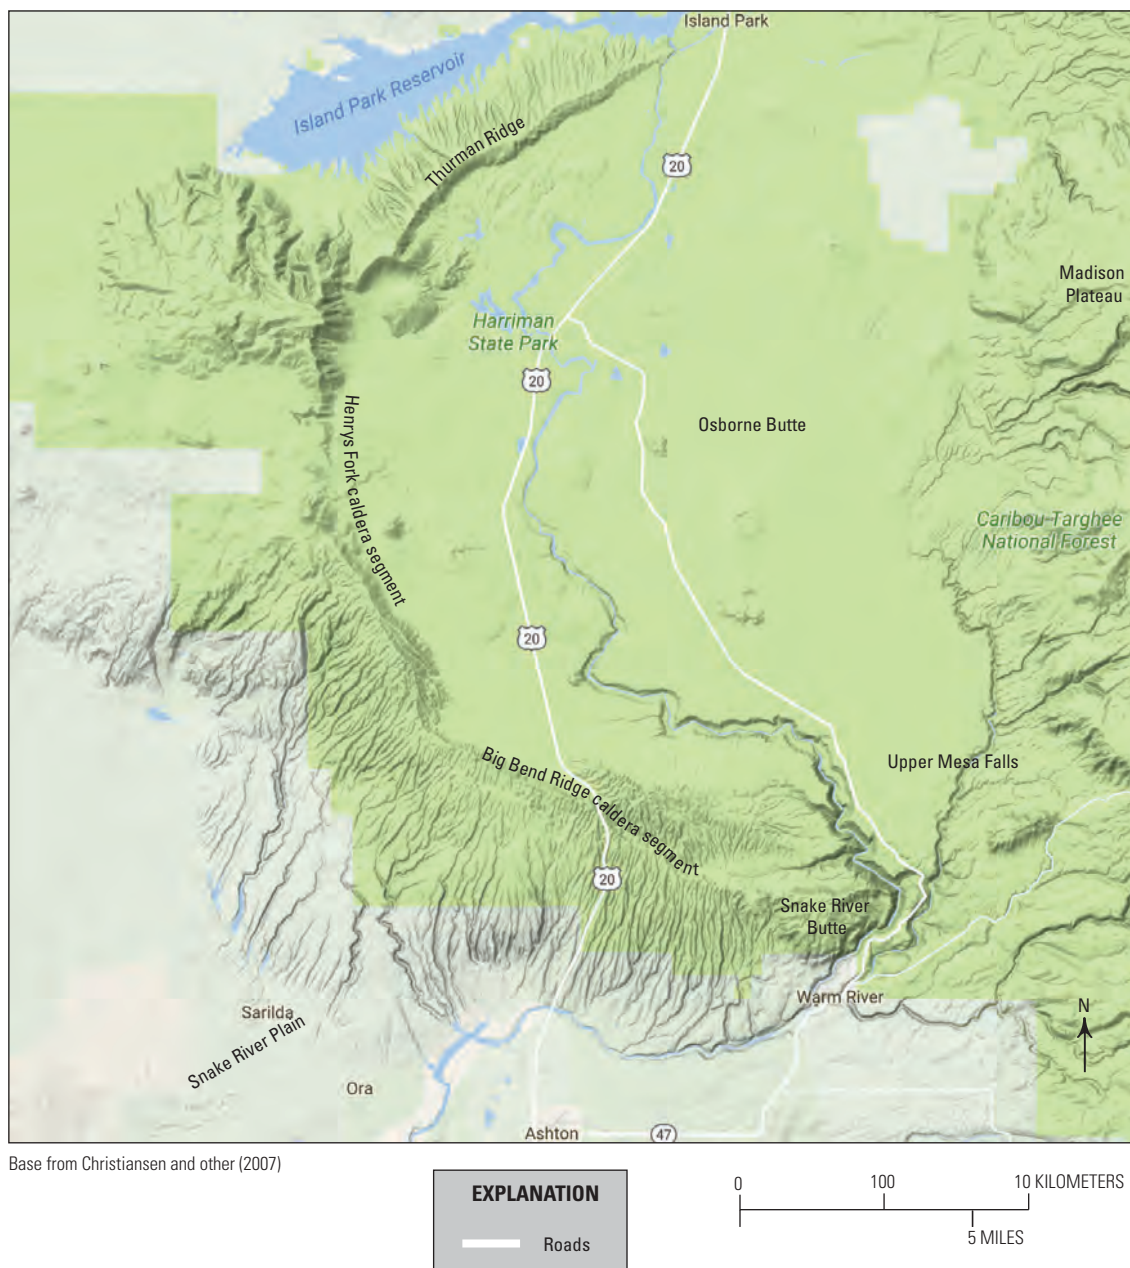 Island Park
Island Park Reservoir
Thurman Ridge
20
Madison
Plateau
Harriman
State Park
20
Henrys Fork caldera segment
Osborne Butte
Caribou-Targhee
National Forest
20
Big Bend Ridge caldera segment
Upper Mesa Falls
20
Snake River
Butte
Warm River
N
Sarilda
Snake River Plain
Ora
Ashton
47
Base from Christiansen and other (2007)
EXPLANATION
Roads
0 100 10 KILOMETERS
5 MILES